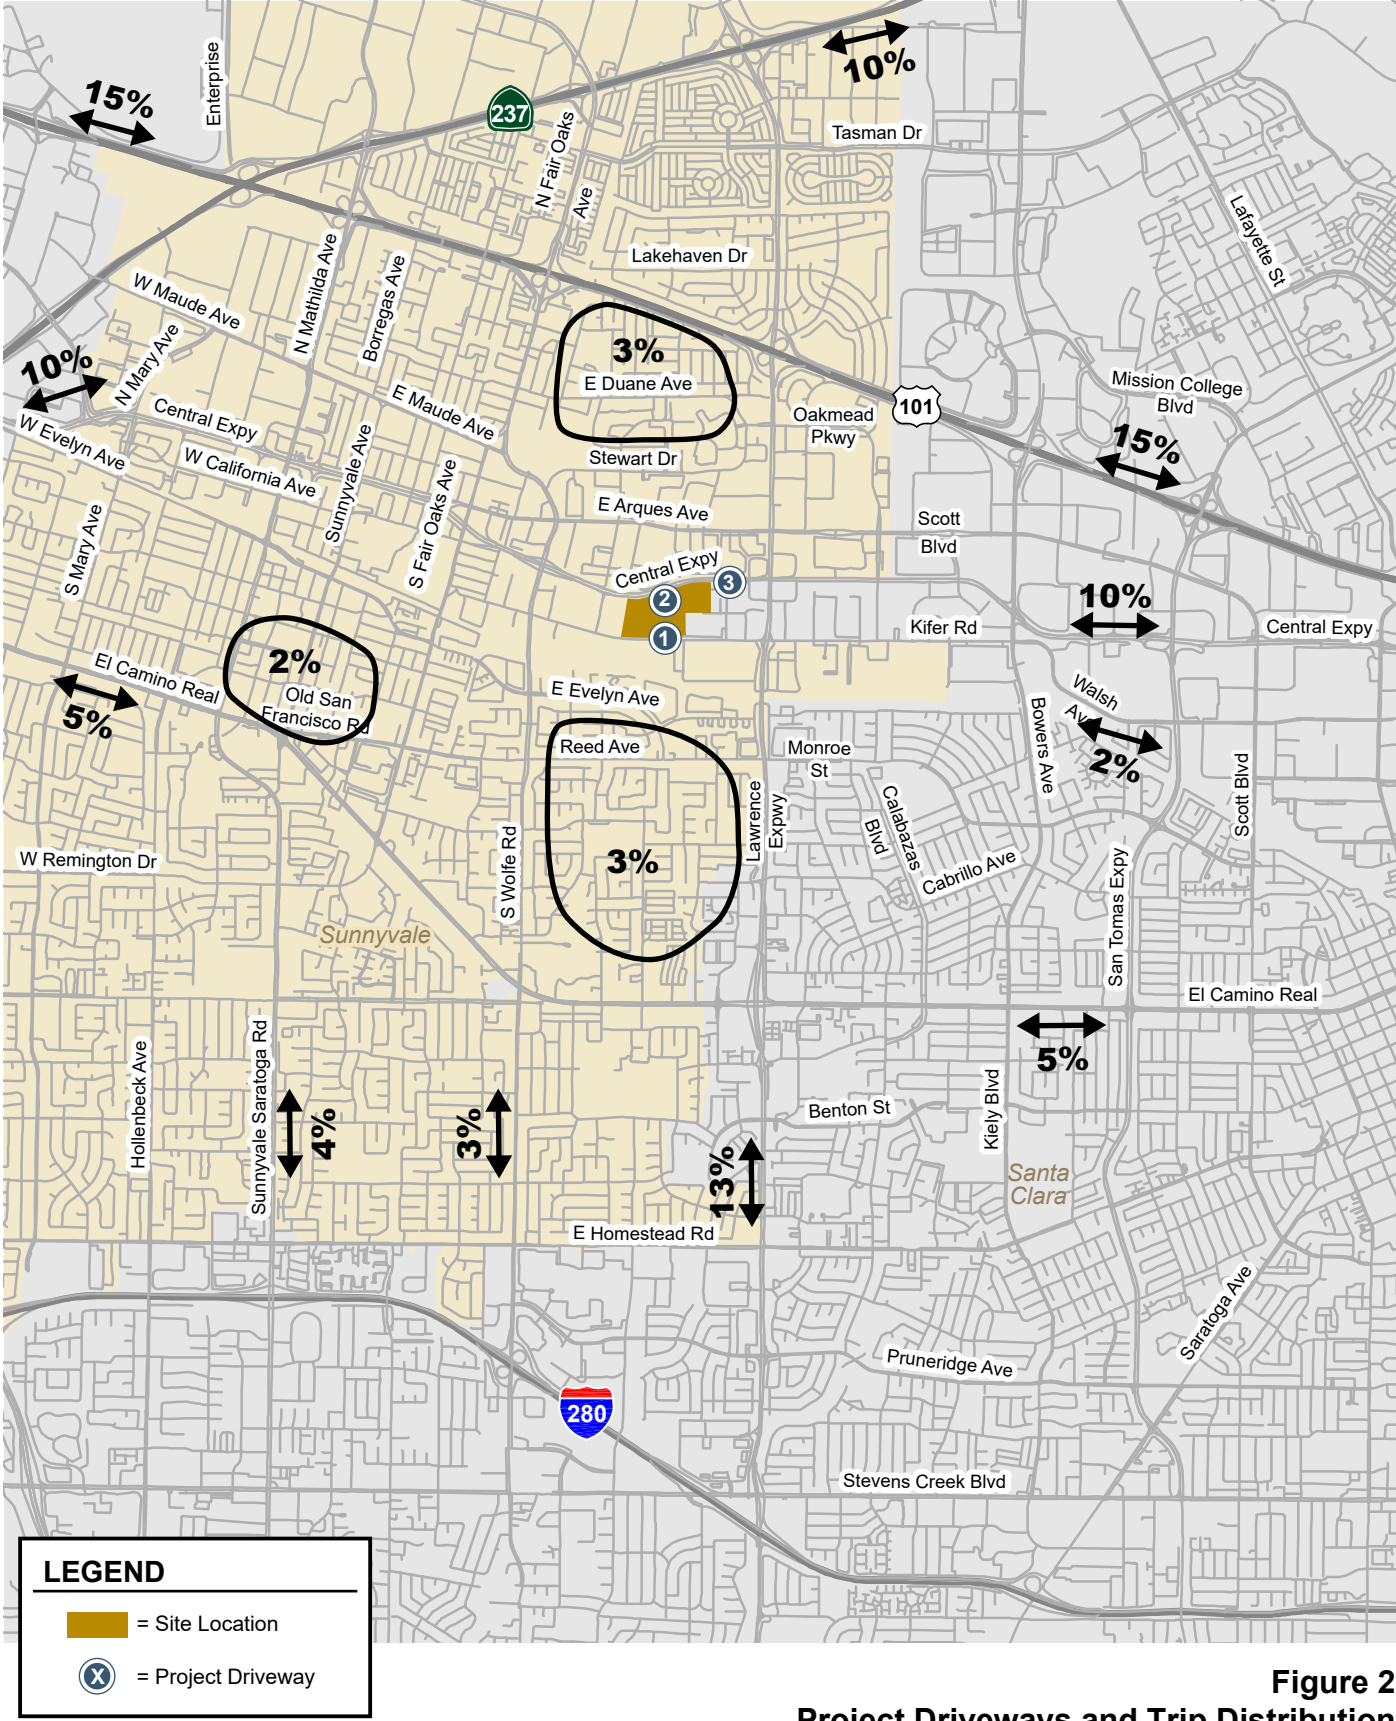 10%
15%
Enterprise
237
N Fair Oaks
Ave
Tasman Dr
Lafayette St
Lakehaven Dr
W Maude Ave
N Mathilda Ave
Borregas Ave
N Mary Ave
10%
3%
E Duane Ave
E Maude Ave
Central Expy
W Evelyn Ave
W California Ave
Sunnyvale Ave
S Fair Oaks Ave
S Mary Ave
Stewart Dr
Oakmead
Pkwy
101
Mission College
Blvd
15%
E Arques Ave
Scott
Blvd
Central Expy
3
2
1
10%
Kifer Rd
Central Expy
2%
Old San
Francisco Rd
El Camino Real
5%
E Evelyn Ave
Reed Ave
Walsh
Ave
2%
Bowers Ave
Monroe
St
Scott Blvd
Lawrence
Expwy
Calabazas
Blvd
Cabrillo Ave
3%
W Remington Dr
S Wolfe Rd
San Tomas Expy
Sunnyvale
El Camino Real
5%
Hollenbeck Ave
Sunnyvale Saratoga Rd
4%
3%
13%
Benton St
Kiely Blvd
Santa
Clara
E Homestead Rd
Saratoga Ave
Pruneridge Ave
280
Stevens Creek Blvd
LEGEND
= Site Location
X = Project Driveway
Figure 2
Project Driveways and Trip Distribution